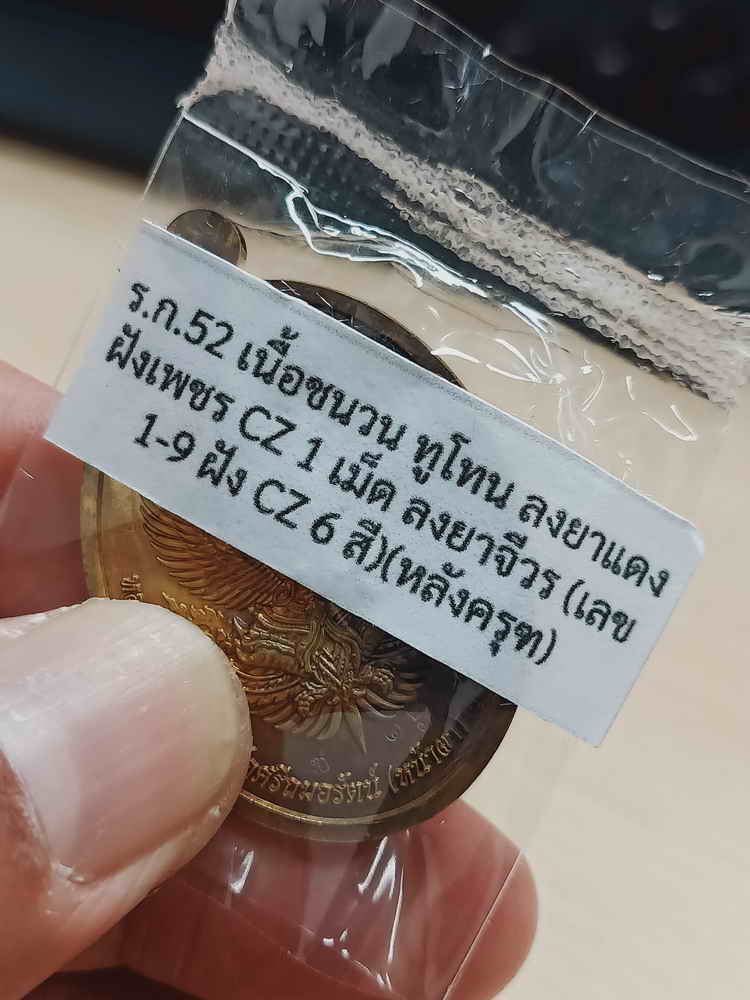 ร.ก.52 เนื้อชนวน ทูโทน ลงยาแดง
ฝังเพชร CZ 1 เม็ด ลงยาจีวร (เลข
1-9 ฝัง CZ 6 สี)(หลังครุฑ)